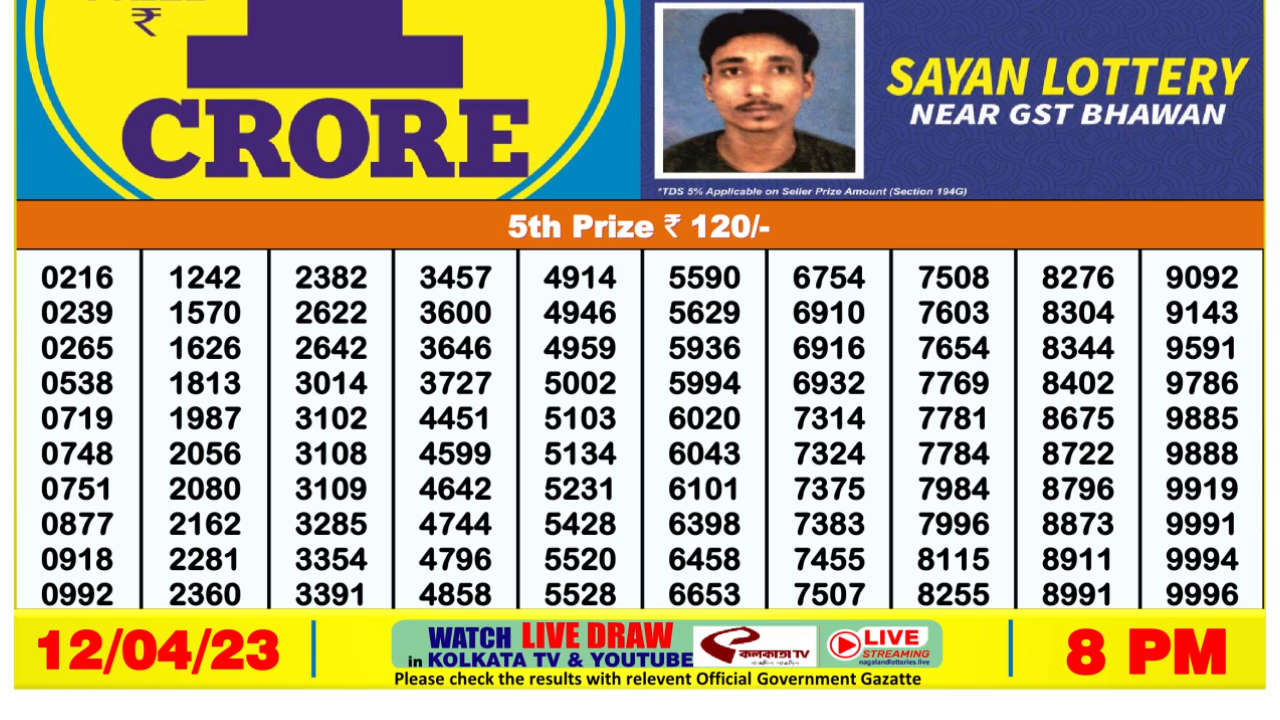 ₹
1
CRORE
SAYAN LOTTERY
NEAR GST BHAWAN
*TDS 5% Applicable on Seller Prize Amount (Section 194G)
5th Prize ₹ 120/-
0216 1242 2382 3457 4914 5590 6754 7508 8276 9092
0239 1570 2622 3600 4946 5629 6910 7603 8304 9143
0265 1626 2642 3646 4959 5936 6916 7654 8344 9591
0538 1813 3014 3727 5002 5994 6932 7769 8402 9786
0719 1987 3102 4451 5103 6020 7314 7781 8675 9885
0748 2056 3108 4599 5134 6043 7324 7784 8722 9888
0751 2080 3109 4642 5231 6101 7375 7984 8796 9919
0877 2162 3285 4744 5428 6398 7383 7996 8873 9991
0918 2281 3354 4796 5520 6458 7455 8115 8911 9994
0992 2360 3391 4858 5528 6653 7507 8255 8991 9996
12/04/23
WATCH LIVE DRAW
in KOLKATA TV & YOUTUBE
কলকাতা TV
LIVE
STREAMING
nagalandlotteries.live
8 PM
Please check the results with relevent Official Government Gazatte